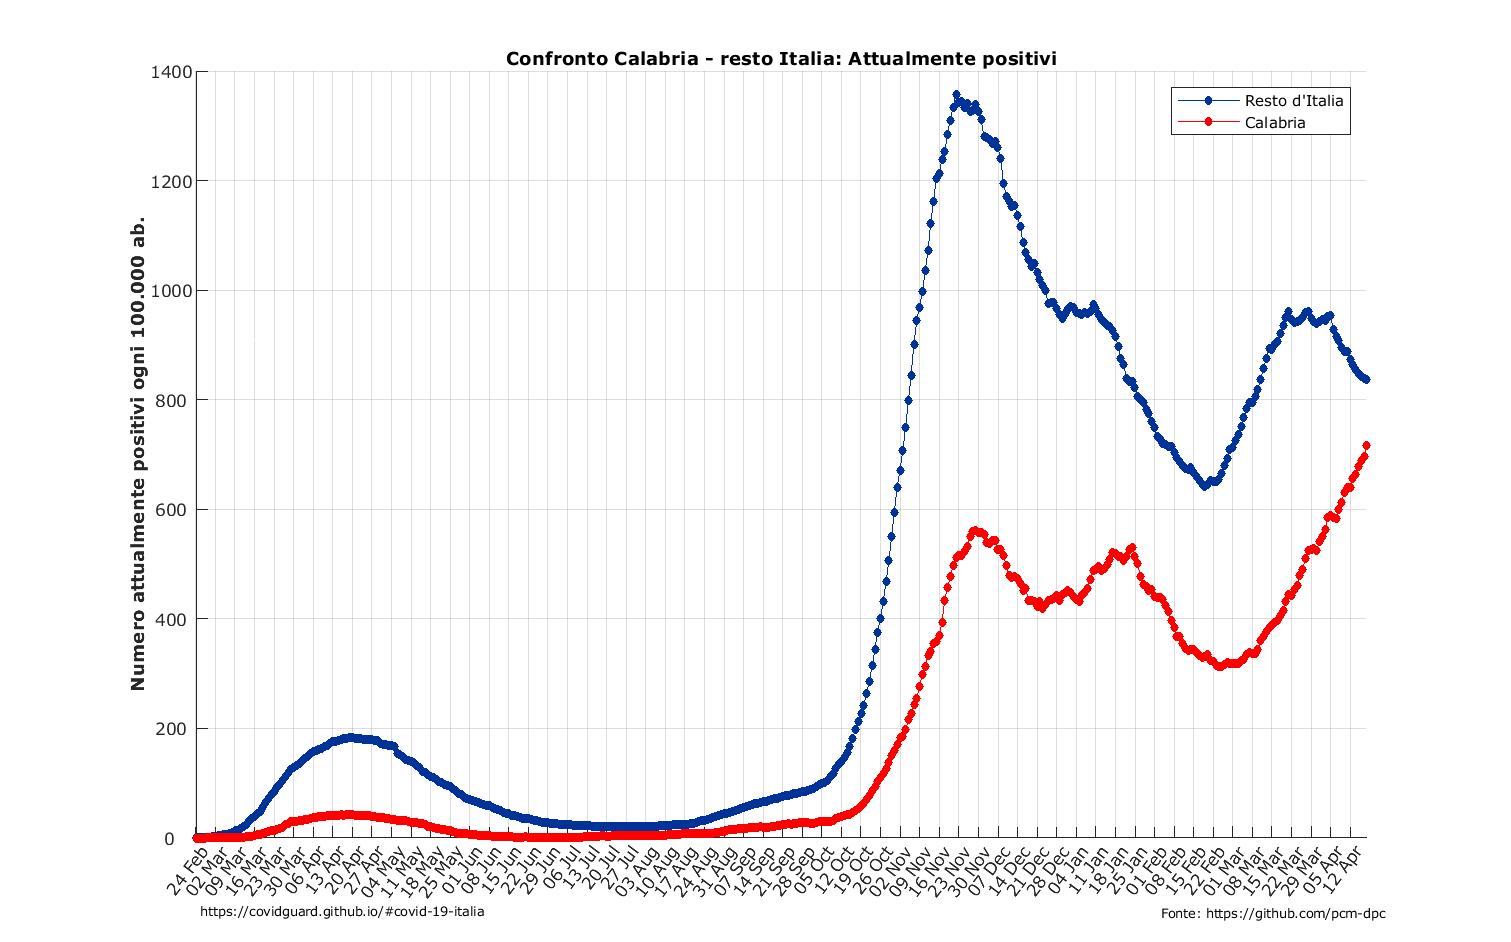 Confronto Calabria - resto Italia: Attualmente positivi
Resto d'Italia
Calabria
Numero attualmente positivi ogni 100.000 ab.
1400
1200
1000
800
600
400
200
0
24 Feb
02 Mar
09 Mar
16 Mar
23 Mar
30 Mar
06 Apr
13 Apr
20 Apr
27 Apr
04 May
11 May
18 May
25 May
01 Jun
08 Jun
15 Jun
22 Jun
29 Jun
06 Jul
13 Jul
20 Jul
27 Jul
03 Aug
10 Aug
17 Aug
24 Aug
31 Aug
07 Sep
14 Sep
21 Sep
28 Sep
05 Oct
12 Oct
19 Oct
26 Oct
02 Nov
09 Nov
16 Nov
23 Nov
30 Nov
07 Dec
14 Dec
21 Dec
28 Dec
04 Jan
11 Jan
18 Jan
25 Jan
01 Feb
08 Feb
15 Feb
22 Feb
01 Mar
08 Mar
15 Mar
22 Mar
29 Mar
05 Apr
12 Apr
https://covidguard.github.io/#covid-19-italia
Fonte: https://github.com/pcm-dpc